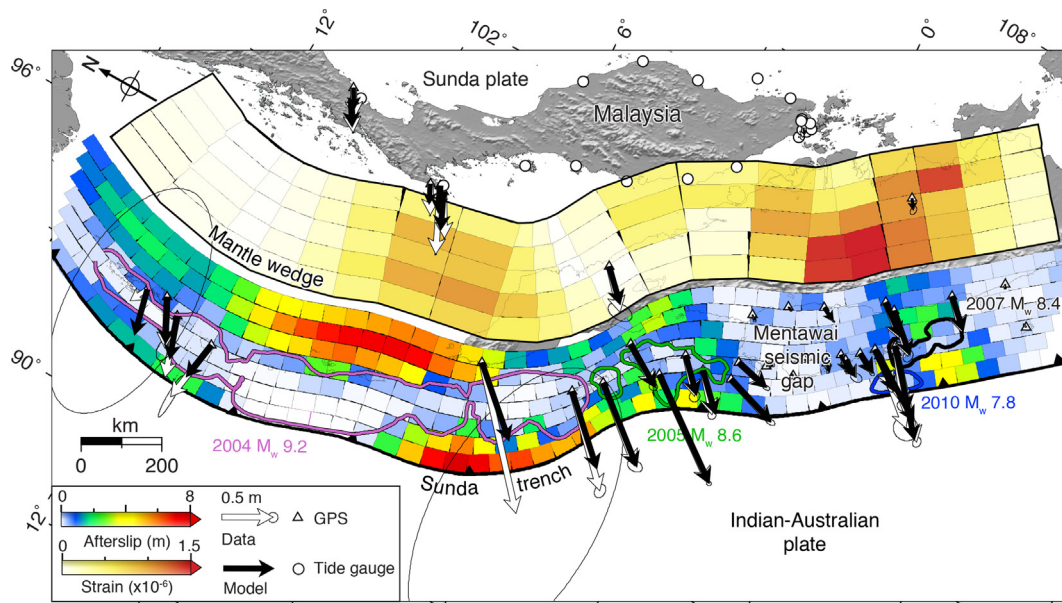 12°
102°
6°
0
108°
96°
N
Sunda plate
Malaysia
Mantle wedge
2007 Mw 8.4
Mentawai
seismic
gap
90°
km
0 200
2004 Mw 9.2
2005 Mw 8.6
2010 Mw 7.8
Sunda trench
12°
Indian-Australian
plate
0 8
Afterslip (m)
0 1.5
Strain (x10⁻⁶)
0.5 m
Data
Model
GPS
Tide gauge